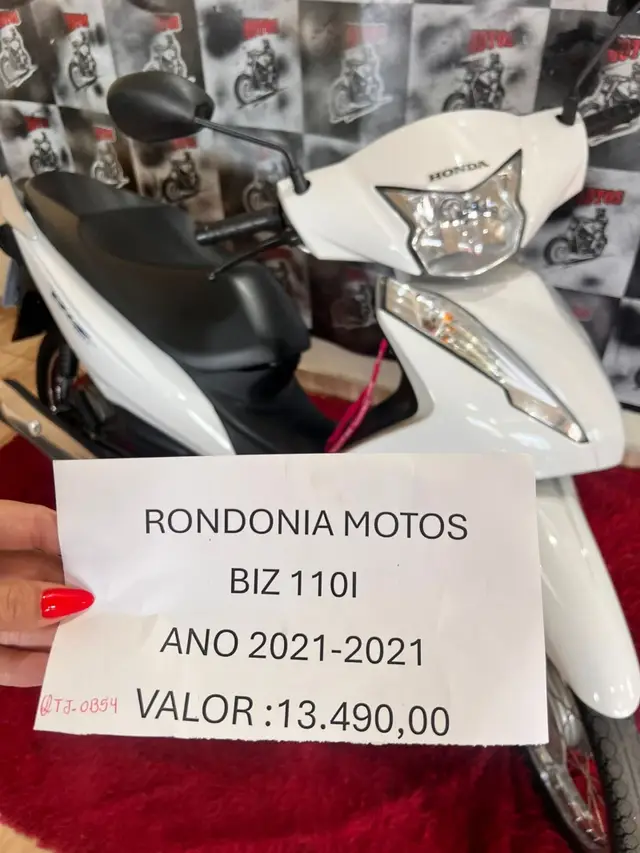 HONDA
RONDONIA MOTOS
BIZ 110I
ANO 2021-2021
QTJ-0B54
VALOR :13.490,00